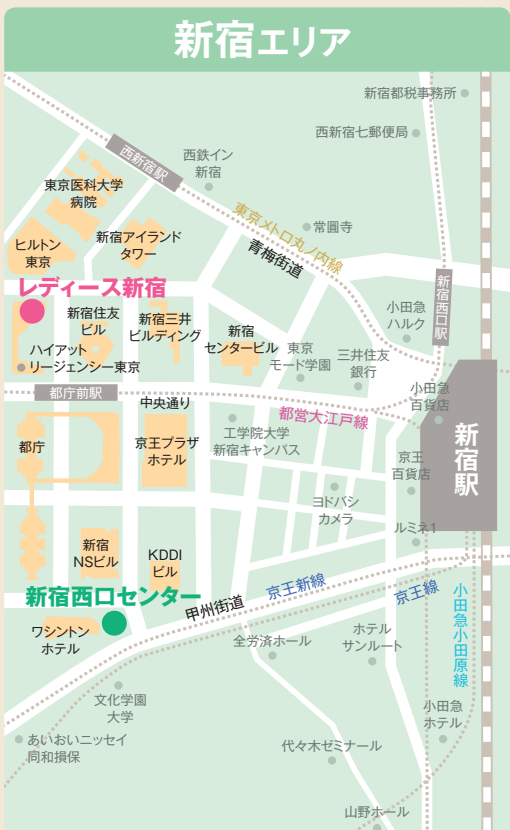 新宿エリア
新宿都税事務所
西新宿七郵便局
西新宿駅
西鉄イン
新宿
東京医科大学
病院
東京メトロ丸ノ内線
常圓寺
青梅街道
新宿アイランド
タワー
ヒルトン
東京
レディース新宿
新宿西口駅
小田急
ハルク
新宿住友
ビル
新宿三井
ビルディング
新宿
センタービル
東京
モード学園
三井住友
銀行
ハイアット
リージェンシー東京
小田急
百貨店
都庁前駅
中央通り
都営大江戸線
新宿駅
都庁
京王プラザ
ホテル
工学院大学
新宿キャンパス
京王
百貨店
ヨドバシ
カメラ
ルミネ1
新宿
NSビル
KDDI
ビル
新宿西口センター
甲州街道
京王新線
京王線
小田急小田原線
ワシントン
ホテル
全労済ホール
ホテル
サンルート
文化学園
大学
小田急
ホテル
あいおいニッセイ
同和損保
代々木ゼミナール
山野ホール